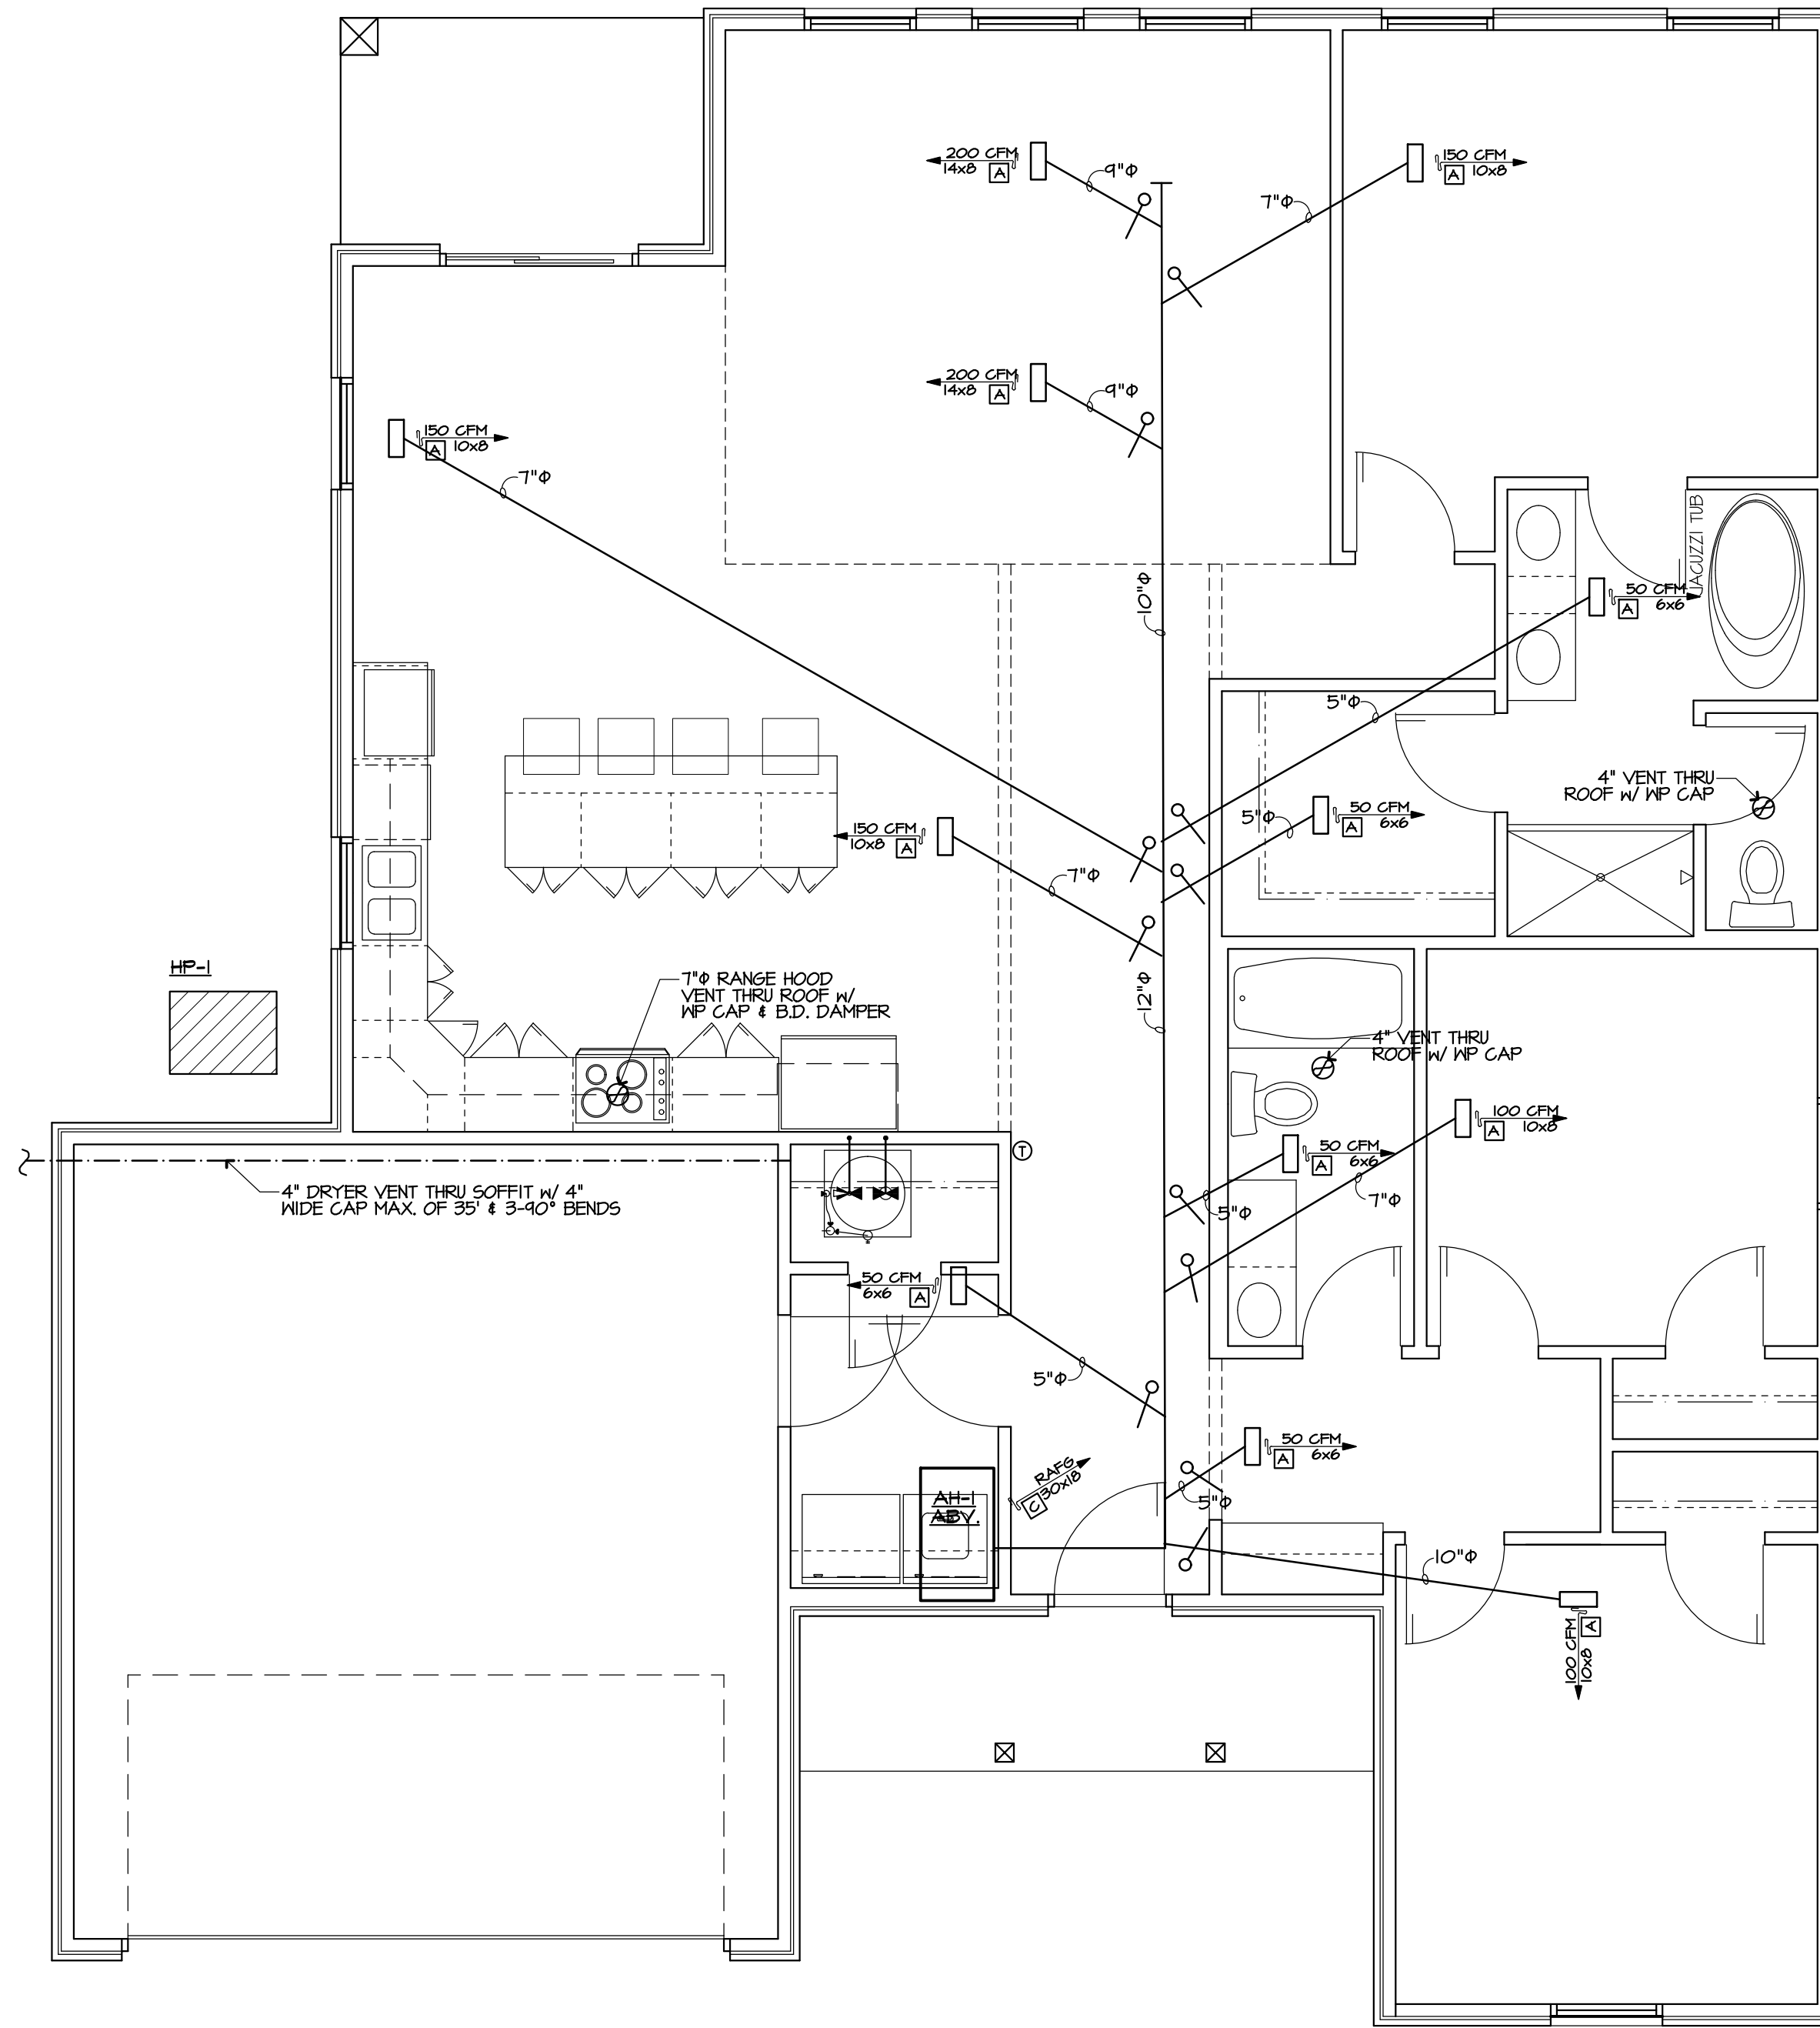 200 CFM
14x8 A
9"Φ
7"Φ
150 CFM
A 10x8
200 CFM
14x8 A
9"Φ
150 CFM
A 10x8
7"Φ
10"Φ
JACUZZI TUB
50 CFM
A 6x6
5"Φ
4" VENT THRU
ROOF w/ WP CAP
50 CFM
A 6x6
5"Φ
150 CFM
10x8 A
7"Φ
HP-1
7"Φ RANGE HOOD
VENT THRU ROOF w/
WP CAP & B.D. DAMPER
12"Φ
4" VENT THRU
ROOF w/ WP CAP
100 CFM
A 10x8
T
50 CFM
A 6x6
4" DRYER VENT THRU SOFFIT w/ 4"
WIDE CAP MAX. OF 35' & 3-90° BENDS
7"Φ
5"Φ
50 CFM
6x6 A
5"Φ
50 CFM
A 6x6
RAFG
C 30x18
AH-1
ABV.
5"Φ
10"Φ
100 CFM
10x8 A